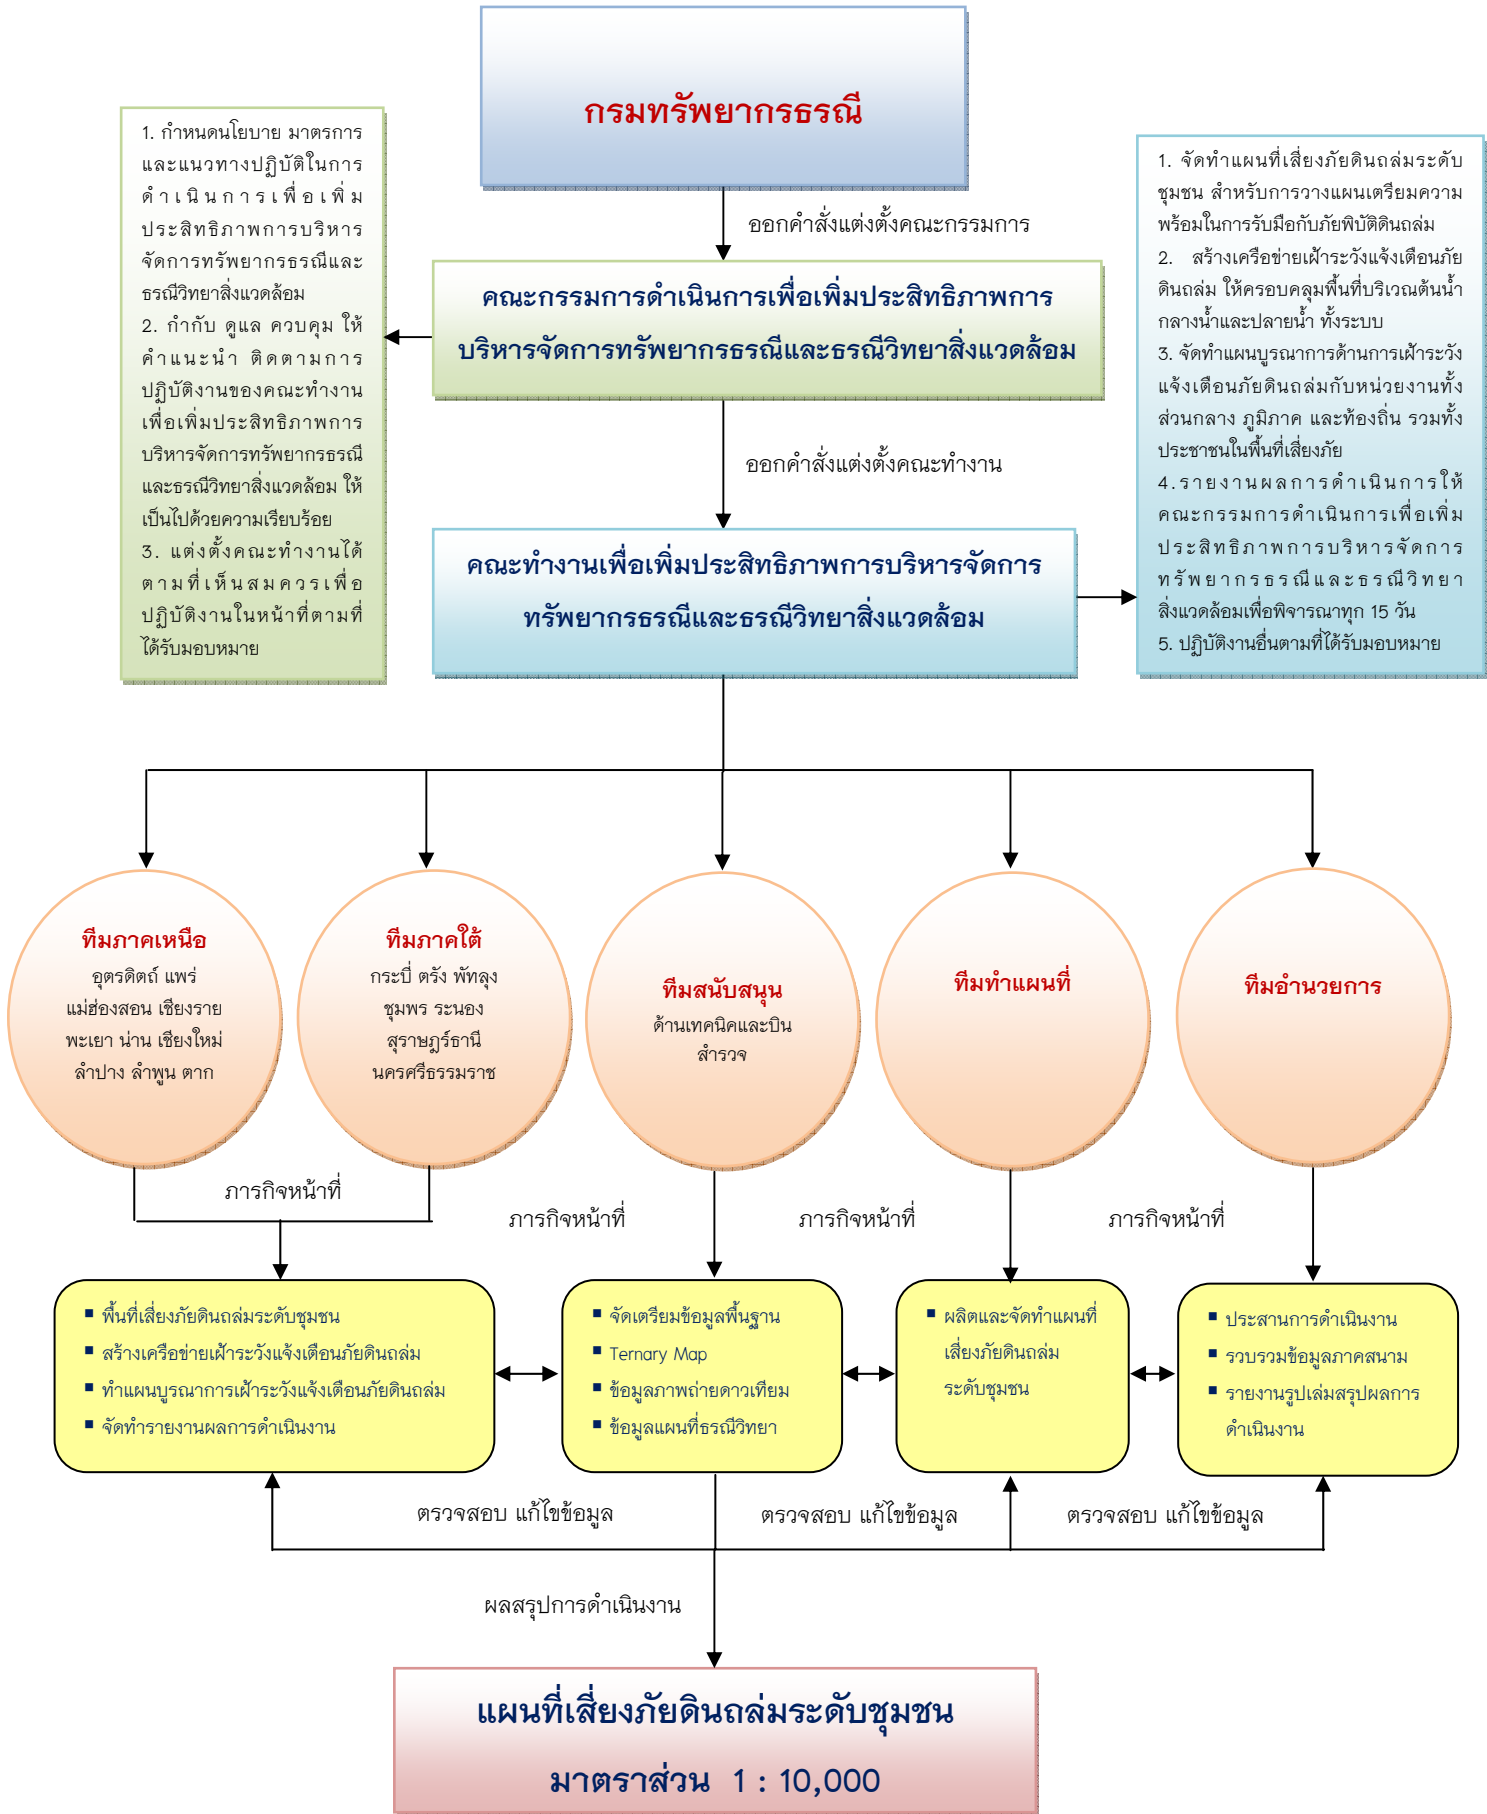 กรมทรัพยากรธรณี
ออกคำสั่งแต่งตั้งคณะกรรมการ
คณะกรรมการดำเนินการเพื่อเพิ่มประสิทธิภาพการ
บริหารจัดการทรัพยากรธรณีและธรณีวิทยาสิ่งแวดล้อม
1. กำหนดนโยบาย มาตรการ
และแนวทางปฏิบัติในการ
ดำเนินการเพื่อเพิ่ม
ประสิทธิภาพการบริหาร
จัดการทรัพยากรธรณีและ
ธรณีวิทยาสิ่งแวดล้อม
2. กำกับ ดูแล ควบคุม ให้
คำแนะนำ ติดตามการ
ปฏิบัติงานของคณะทำงาน
เพื่อเพิ่มประสิทธิภาพการ
บริหารจัดการทรัพยากรธรณี
และธรณีวิทยาสิ่งแวดล้อม ให้
เป็นไปด้วยความเรียบร้อย
3. แต่งตั้งคณะทำงานได้
ตามที่เห็นสมควรเพื่อ
ปฏิบัติงานในหน้าที่ตามที่
ได้รับมอบหมาย
ออกคำสั่งแต่งตั้งคณะทำงาน
คณะทำงานเพื่อเพิ่มประสิทธิภาพการบริหารจัดการ
ทรัพยากรธรณีและธรณีวิทยาสิ่งแวดล้อม
1. จัดทำแผนที่เสี่ยงภัยดินถล่มระดับ
ชุมชน สำหรับการวางแผนเตรียมความ
พร้อมในการรับมือกับภัยพิบัติดินถล่ม
2. สร้างเครือข่ายเฝ้าระวังแจ้งเตือนภัย
ดินถล่ม ให้ครอบคลุมพื้นที่บริเวณต้นน้ำ
กลางน้ำและปลายน้ำ ทั้งระบบ
3. จัดทำแผนบูรณาการด้านการเฝ้าระวัง
แจ้งเตือนภัยดินถล่มกับหน่วยงานทั้ง
ส่วนกลาง ภูมิภาค และท้องถิ่น รวมทั้ง
ประชาชนในพื้นที่เสี่ยงภัย
4.รายงานผลการดำเนินการให้
คณะกรรมการดำเนินการเพื่อเพิ่ม
ประสิทธิภาพการบริหารจัดการ
ทรัพยากรธรณีและธรณีวิทยา
สิ่งแวดล้อมเพื่อพิจารณาทุก 15 วัน
5. ปฏิบัติงานอื่นตามที่ได้รับมอบหมาย
ทีมภาคเหนือ
อุตรดิตถ์ แพร่
แม่ฮ่องสอน เชียงราย
พะเยา น่าน เชียงใหม่
ลำปาง ลำพูน ตาก
ทีมภาคใต้
กระบี่ ตรัง พัทลุง
ชุมพร ระนอง
สุราษฎร์ธานี
นครศรีธรรมราช
ทีมสนับสนุน
ด้านเทคนิคและบิน
สำรวจ
ทีมทำแผนที่
ทีมอำนวยการ
ภารกิจหน้าที่
ภารกิจหน้าที่
ภารกิจหน้าที่
ภารกิจหน้าที่
▪ พื้นที่เสี่ยงภัยดินถล่มระดับชุมชน
▪ สร้างเครือข่ายเฝ้าระวังแจ้งเตือนภัยดินถล่ม
▪ ทำแผนบูรณาการเฝ้าระวังแจ้งเตือนภัยดินถล่ม
▪ จัดทำรายงานผลการดำเนินงาน
▪ จัดเตรียมข้อมูลพื้นฐาน
▪ Ternary Map
▪ ข้อมูลภาพถ่ายดาวเทียม
▪ ข้อมูลแผนที่ธรณีวิทยา
▪ ผลิตและจัดทำแผนที่
เสี่ยงภัยดินถล่ม
ระดับชุมชน
▪ ประสานการดำเนินงาน
▪ รวบรวมข้อมูลภาคสนาม
▪ รายงานรูปเล่มสรุปผลการ
ดำเนินงาน
ตรวจสอบ แก้ไขข้อมูล
ตรวจสอบ แก้ไขข้อมูล
ตรวจสอบ แก้ไขข้อมูล
ผลสรุปการดำเนินงาน
แผนที่เสี่ยงภัยดินถล่มระดับชุมชน
มาตราส่วน 1 : 10,000